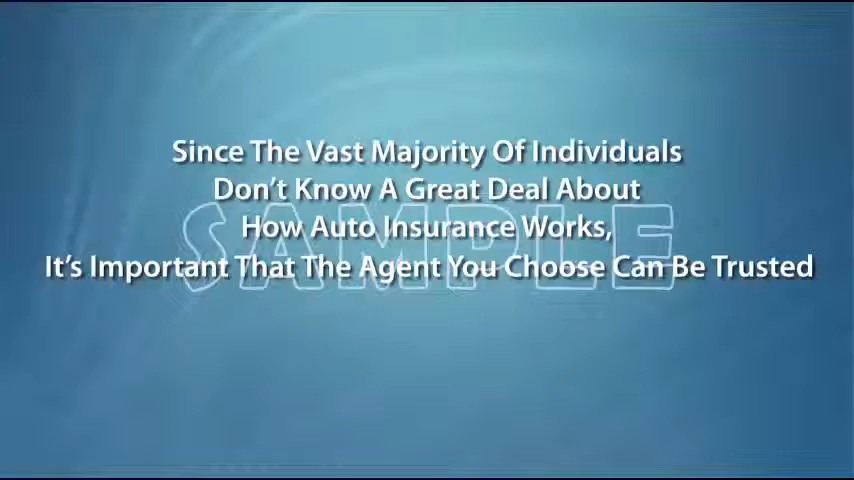 Since The Vast Majority Of Individuals
Don't Know A Great Deal About
How Auto Insurance Works,
It's Important That The Agent You Choose Can Be Trusted
SAMPLE